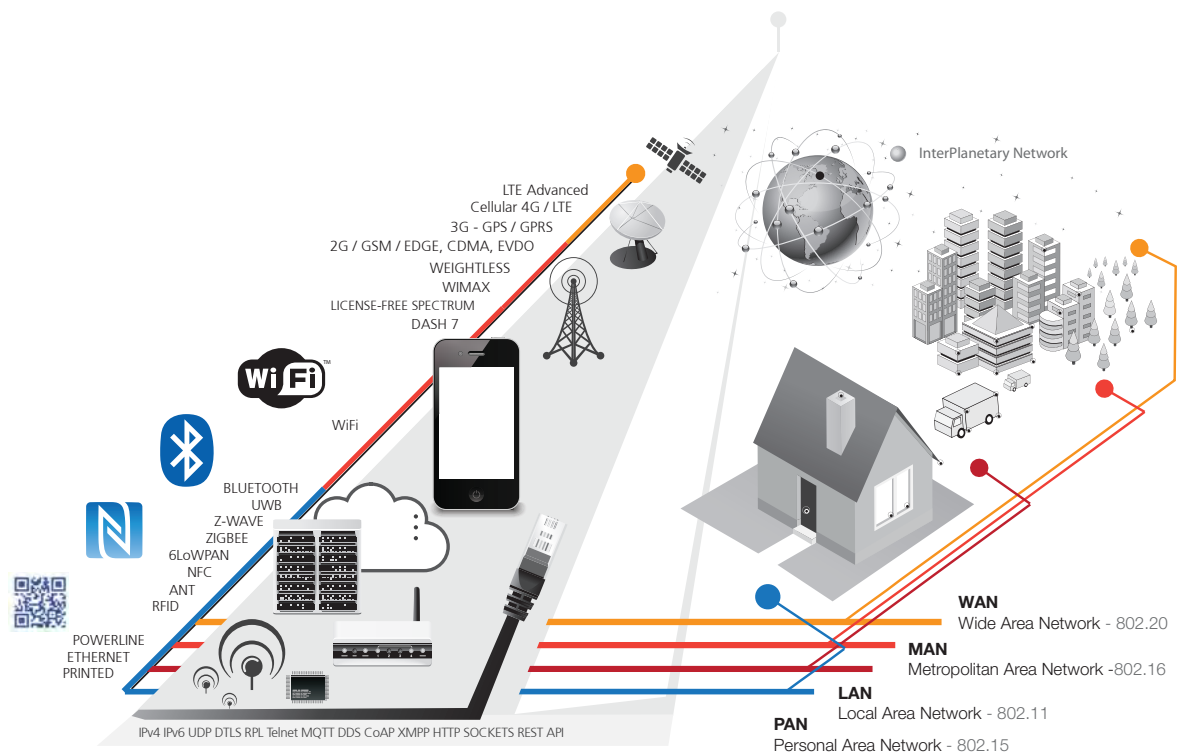 InterPlanetary Network
LTE Advanced
Cellular 4G / LTE
3G - GPS / GPRS
2G / GSM / EDGE, CDMA, EVDO
WEIGHTLESS
WIMAX
LICENSE-FREE SPECTRUM
DASH 7
WiFi™
WiFi
BLUETOOTH
UWB
Z-WAVE
ZIGBEE
6LoWPAN
NFC
ANT
RFID
POWERLINE
ETHERNET
PRINTED
WAN
Wide Area Network - 802.20
MAN
Metropolitan Area Network -802.16
LAN
Local Area Network - 802.11
PAN
Personal Area Network - 802.15
IPv4 IPv6 UDP DTLS RPL Telnet MQTT DDS CoAP XMPP HTTP SOCKETS REST API